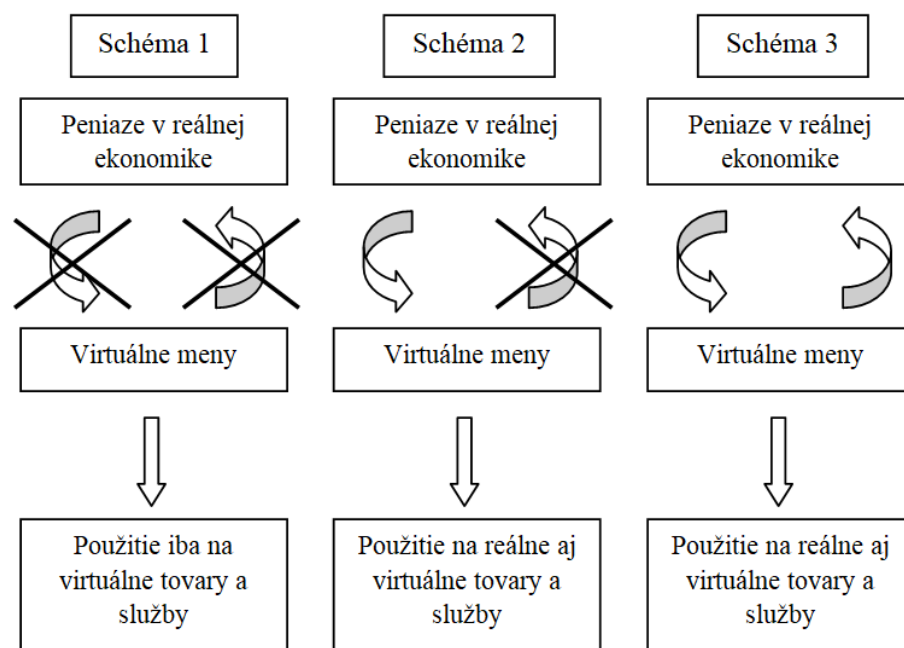 Schéma 1
Peniaze v reálnej
ekonomike
Virtuálne meny
Použitie iba na
virtuálne tovary a
služby
Schéma 2
Peniaze v reálnej
ekonomike
Virtuálne meny
Použitie na reálne aj
virtuálne tovary a
služby
Schéma 3
Peniaze v reálnej
ekonomike
Virtuálne meny
Použitie na reálne aj
virtuálne tovary a
služby